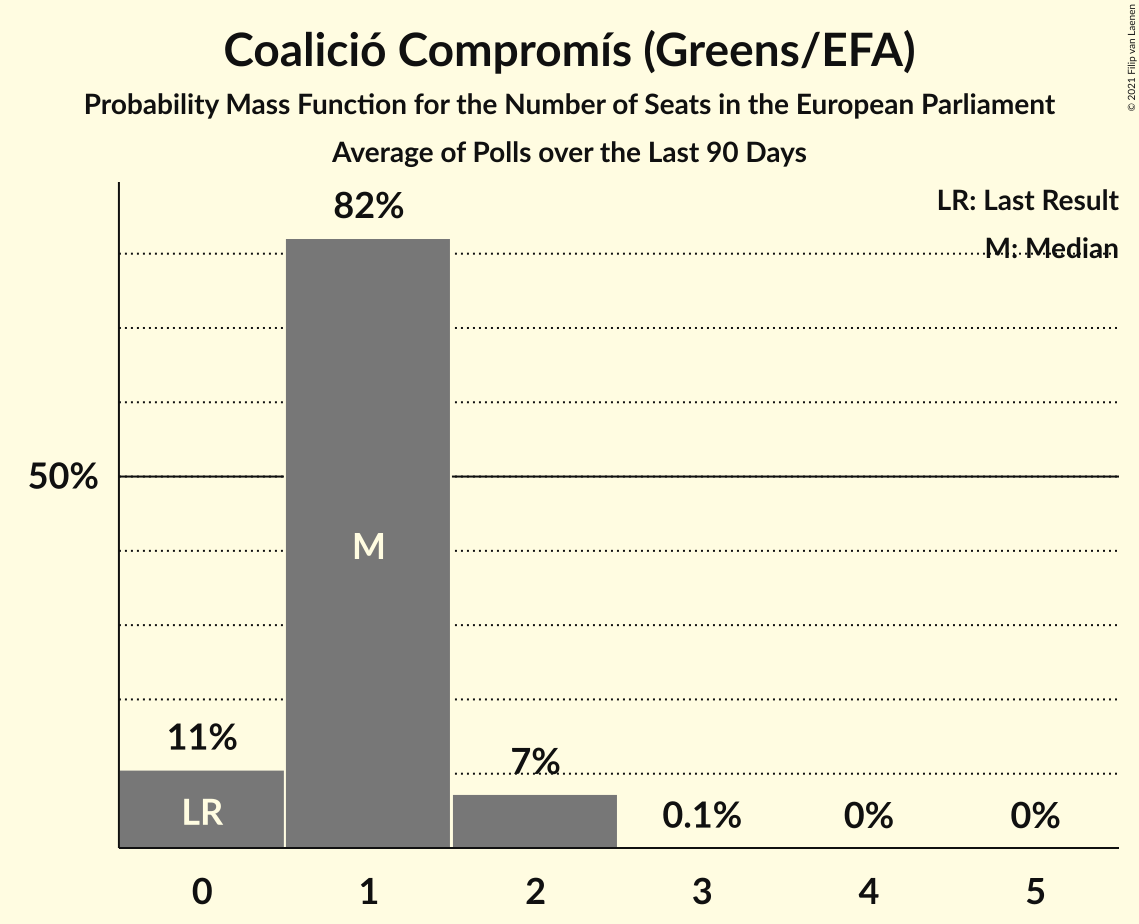 Coalició Compromís (Greens/EFA)
Probability Mass Function for the Number of Seats in the European Parliament
Average of Polls over the Last 90 Days
© 2021 Filip van Laenen
LR: Last Result
M: Median
82%
50%
M
11%
LR
7%
0.1%
0%
0%
0
1
2
3
4
5